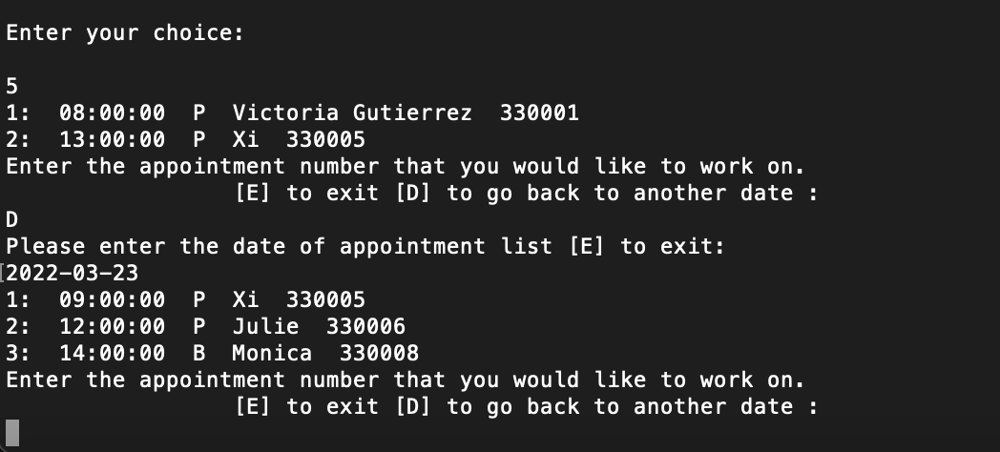 Enter your choice:
5
1:  08:00:00  P  Victoria Gutierrez  330001
2:  13:00:00  P  Xi  330005
Enter the appointment number that you would like to work on.
[E] to exit [D] to go back to another date :
D
Please enter the date of appointment list [E] to exit:
2022-03-23
1:  09:00:00  P  Xi  330005
2:  12:00:00  P  Julie  330006
3:  14:00:00  B  Monica  330008
Enter the appointment number that you would like to work on.
[E] to exit [D] to go back to another date :